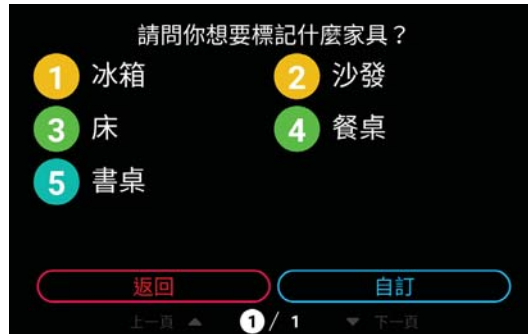 請問你想要標記什麼家具？
1 冰箱 2 沙發
3 床 4 餐桌
5 書桌
返回 自訂
上一頁 ▲ 1 / 1 ▼ 下一頁